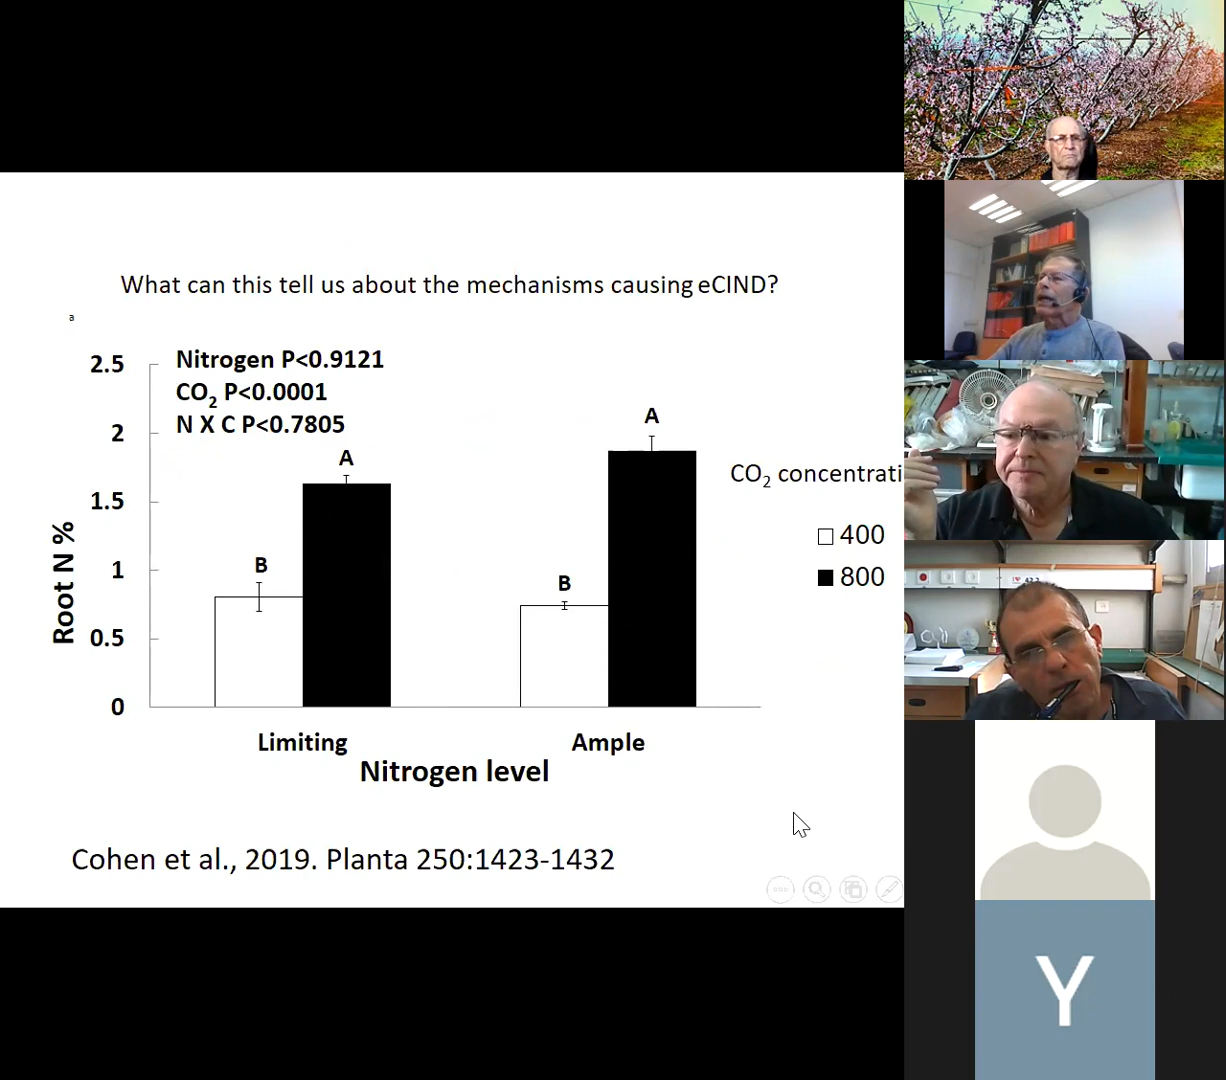 What can this tell us about the mechanisms causing eCIND?
a
Nitrogen P<0.9121
CO2 P<0.0001
N X C P<0.7805
2.5
2
1.5
1
0.5
0
Root N %
B
A
B
A
Limiting
Ample
Nitrogen level
CO2 concentrati
400
800
Cohen et al., 2019. Planta 250:1423-1432
Y